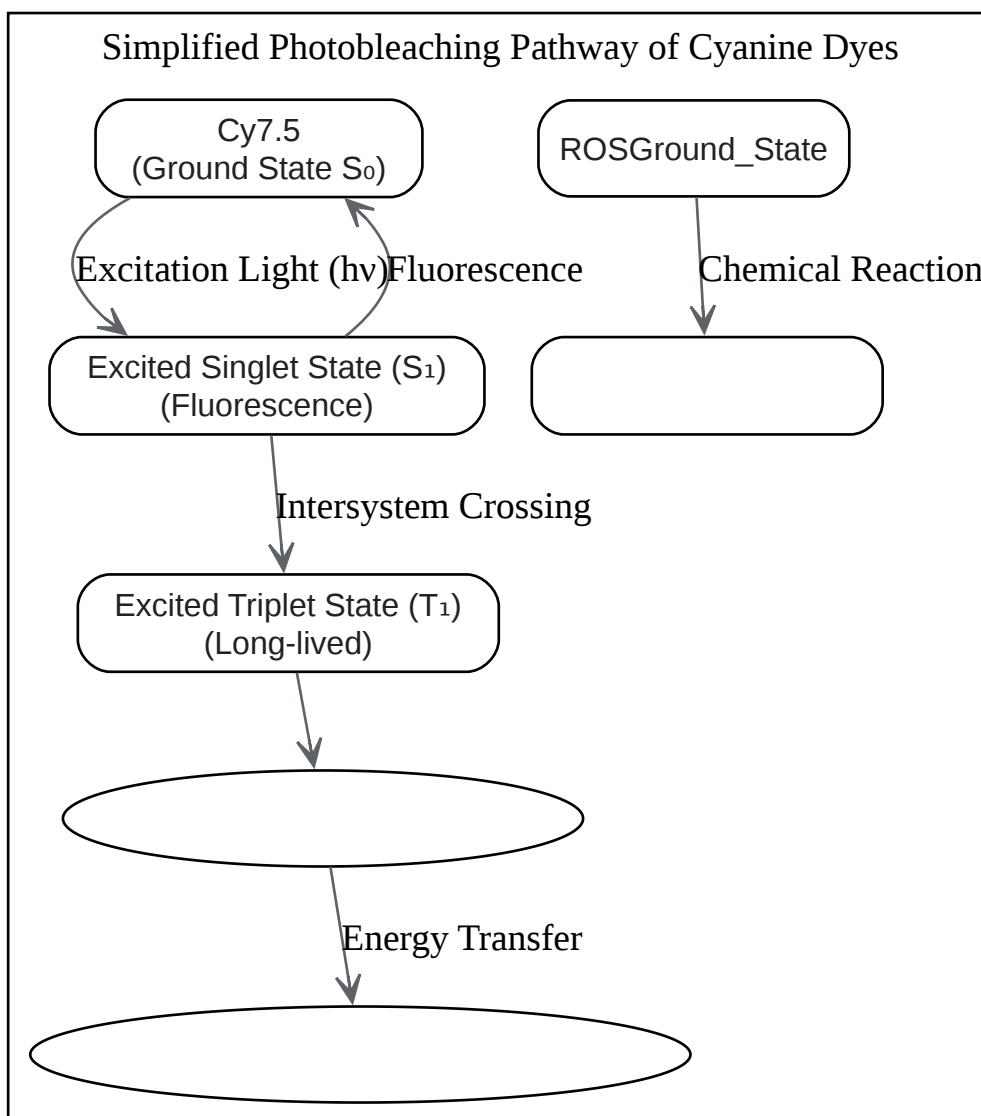 Simplified Photobleaching Pathway of Cyanine Dyes
Cy7.5
(Ground State S₀)
ROSGround_State
Excitation Light (hν)
Fluorescence
Chemical Reaction
Excited Singlet State (S₁)
(Fluorescence)
Intersystem Crossing
Excited Triplet State (T₁)
(Long-lived)
Energy Transfer